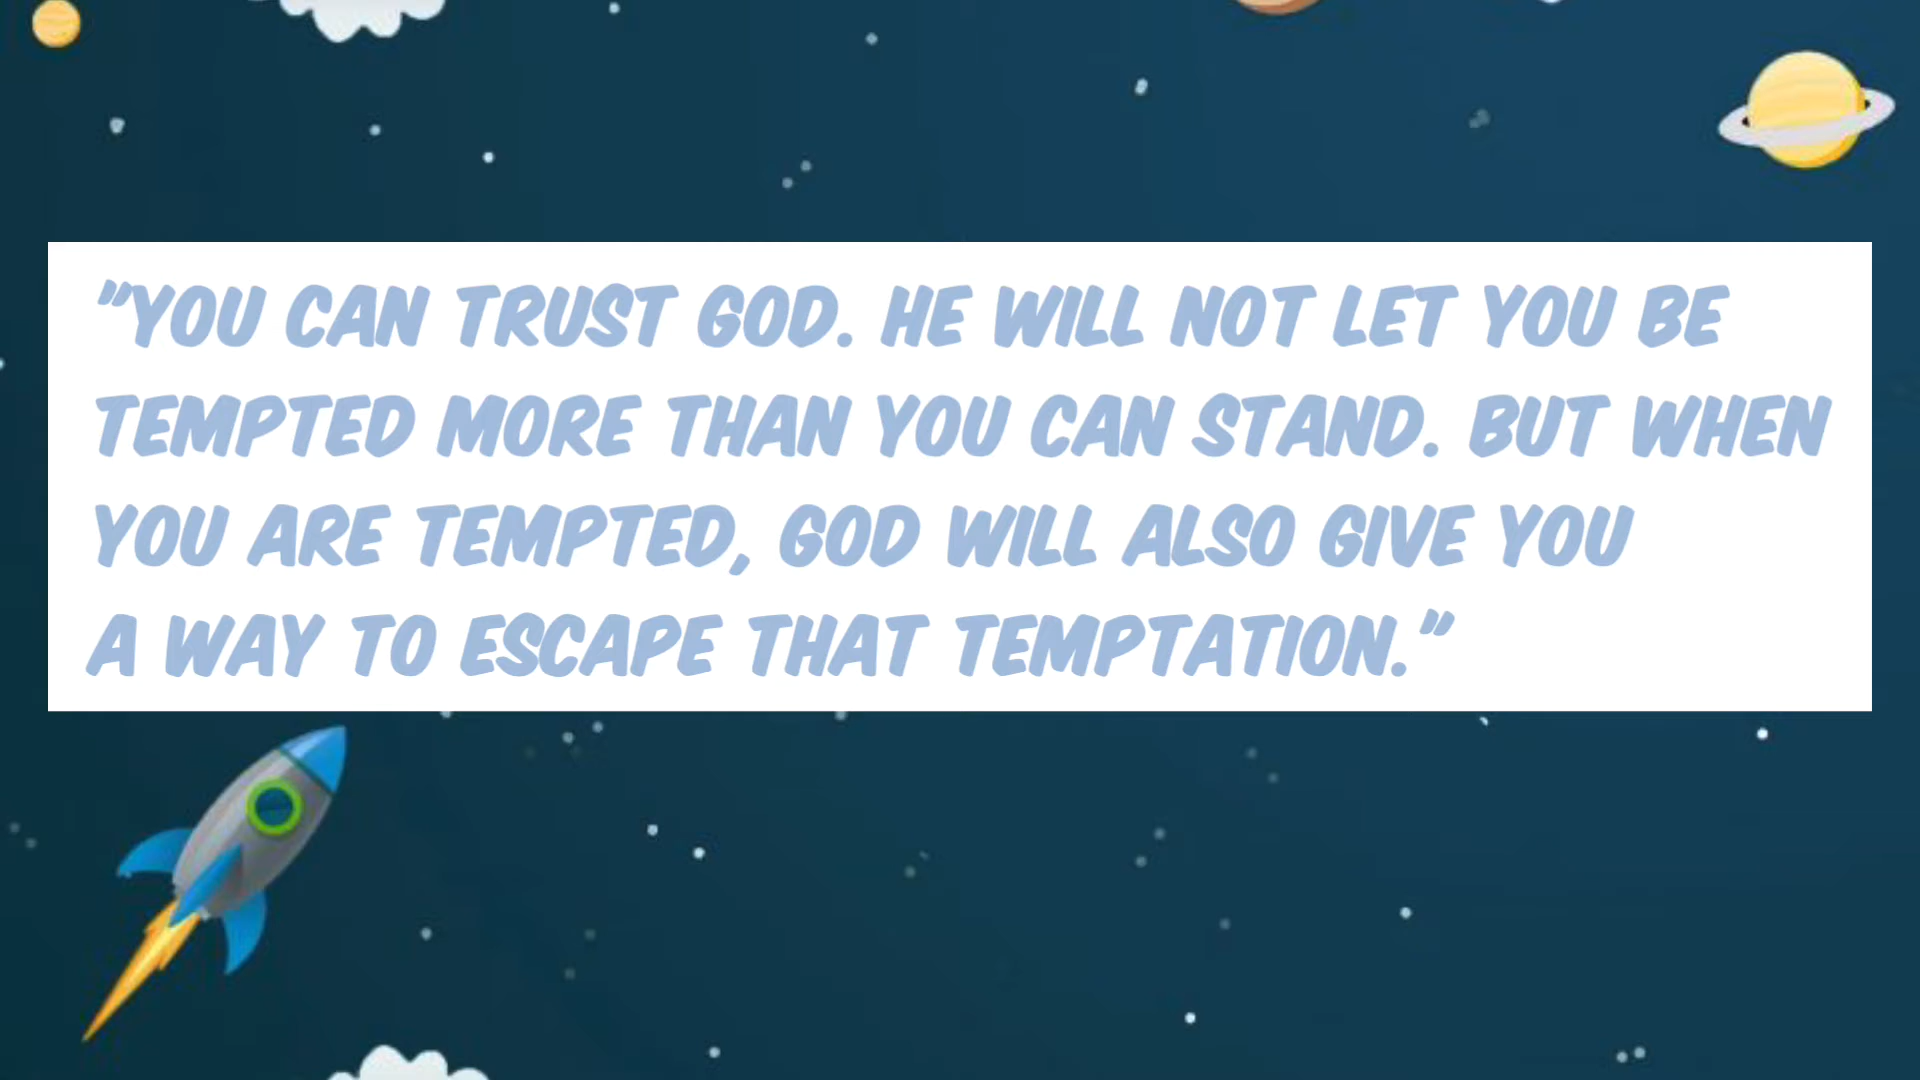 "YOU CAN TRUST GOD. HE WILL NOT LET YOU BE
TEMPTED MORE THAN YOU CAN STAND. BUT WHEN
YOU ARE TEMPTED, GOD WILL ALSO GIVE YOU
A WAY TO ESCAPE THAT TEMPTATION."